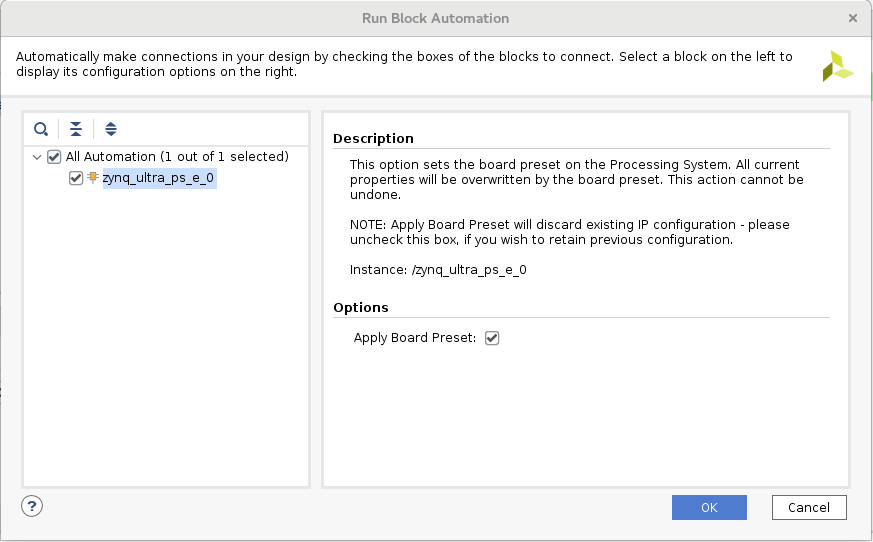 Run Block Automation
Automatically make connections in your design by checking the boxes of the blocks to connect. Select a block on the left to
display its configuration options on the right.
All Automation (1 out of 1 selected)
zynq_ultra_ps_e_0
Description
This option sets the board preset on the Processing System. All current
properties will be overwritten by the board preset. This action cannot be
undone.
NOTE: Apply Board Preset will discard existing IP configuration - please
uncheck this box, if you wish to retain previous configuration.
Instance: /zynq_ultra_ps_e_0
Options
Apply Board Preset:
?
OK
Cancel